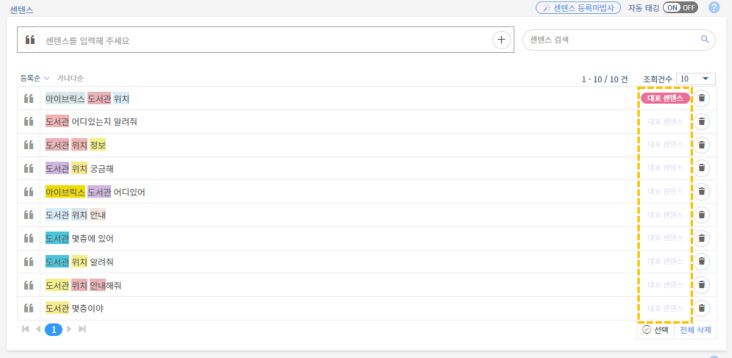 센텐스
센텐스 등록마법사 자동 태깅 ON OFF ?
센텐스를 입력해 주세요
센텐스 검색
등록순 가나다순
1 - 10 / 10 건 조회건수 10
아이브릭스 도서관 위치 대표 센텐스
도서관 어디있는지 알려줘 대표 센텐스
도서관 위치 정보 대표 센텐스
도서관 위치 궁금해 대표 센텐스
아이브릭스 도서관 어디있어 대표 센텐스
도서관 위치 안내 대표 센텐스
도서관 몇층에 있어 대표 센텐스
도서관 위치 알려줘 대표 센텐스
도서관 위치 안내해줘 대표 센텐스
도서관 몇층이야 대표 센텐스
1
선택 전체 삭제